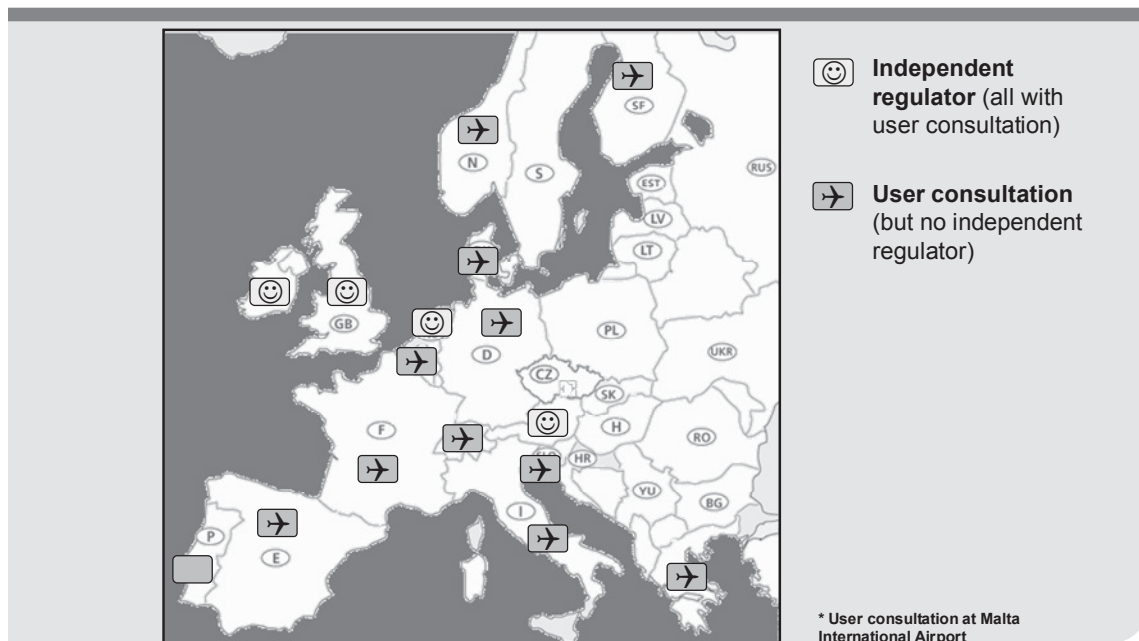 Independent
regulator (all with
user consultation)
User consultation
(but no independent
regulator)
SF
N
S
RUS
EST
LV
LT
GB
PL
D
UKR
CZ
SK
F
H
RO
HR
YU
BG
I
P
E
* User consultation at Malta
International Airport